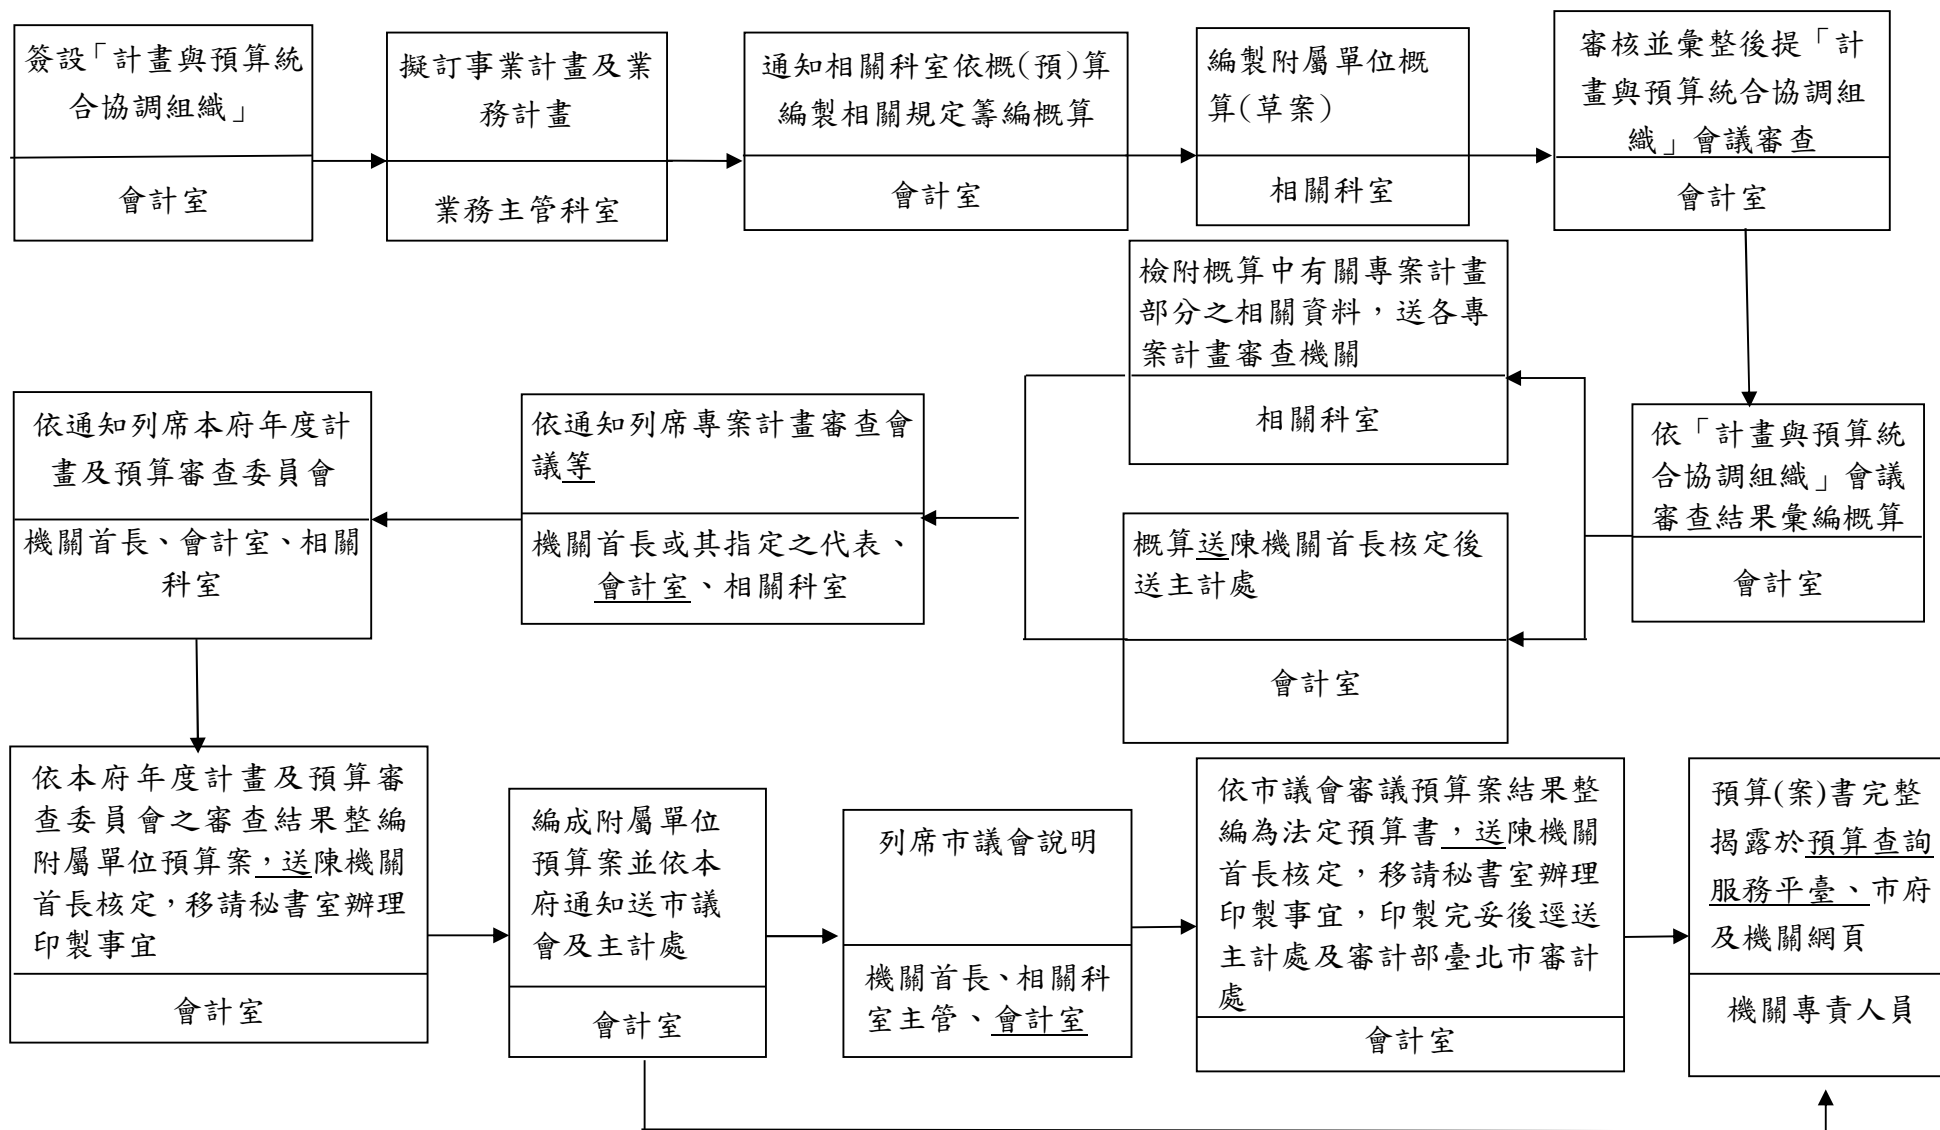 簽設「計畫與預算統
合協調組織」
會計室
擬訂事業計畫及業
務計畫
業務主管科室
通知相關科室依概(預)算
編製相關規定籌編概算
會計室
編製附屬單位概
算(草案)
相關科室
審核並彙整後提「計
畫與預算統合協調組
織」會議審查
會計室
依「計畫與預算統
合協調組織」會議
審查結果彙編概算
會計室
檢附概算中有關專案計畫
部分之相關資料，送各專
案計畫審查機關
相關科室
概算送陳機關首長核定後
送主計處
會計室
依通知列席專案計畫審查會
議等
機關首長或其指定之代表、
會計室、相關科室
依通知列席本府年度計
畫及預算審查委員會
機關首長、會計室、相關
科室
依本府年度計畫及預算審
查委員會之審查結果整編
附屬單位預算案，送陳機關
首長核定，移請秘書室辦理
印製事宜
會計室
編成附屬單位
預算案並依本
府通知送市議
會及主計處
會計室
列席市議會說明
機關首長、相關科
室主管、會計室
依市議會審議預算案結果整
編為法定預算書，送陳機關
首長核定，移請秘書室辦理
印製事宜，印製完妥後逕送
主計處及審計部臺北市審計
處
會計室
預算(案)書完整
揭露於預算查詢
服務平臺、市府
及機關網頁
機關專責人員